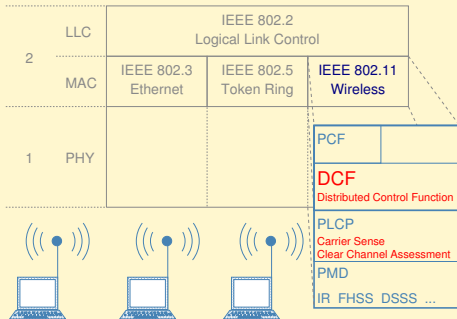 LLC
IEEE 802.2
Logical Link Control
2
MAC
IEEE 802.3
Ethernet
IEEE 802.5
Token Ring
IEEE 802.11
Wireless
1
PHY
PCF
DCF
Distributed Control Function
PLCP
Carrier Sense
Clear Channel Assessment
PMD
IR FHSS DSSS ...